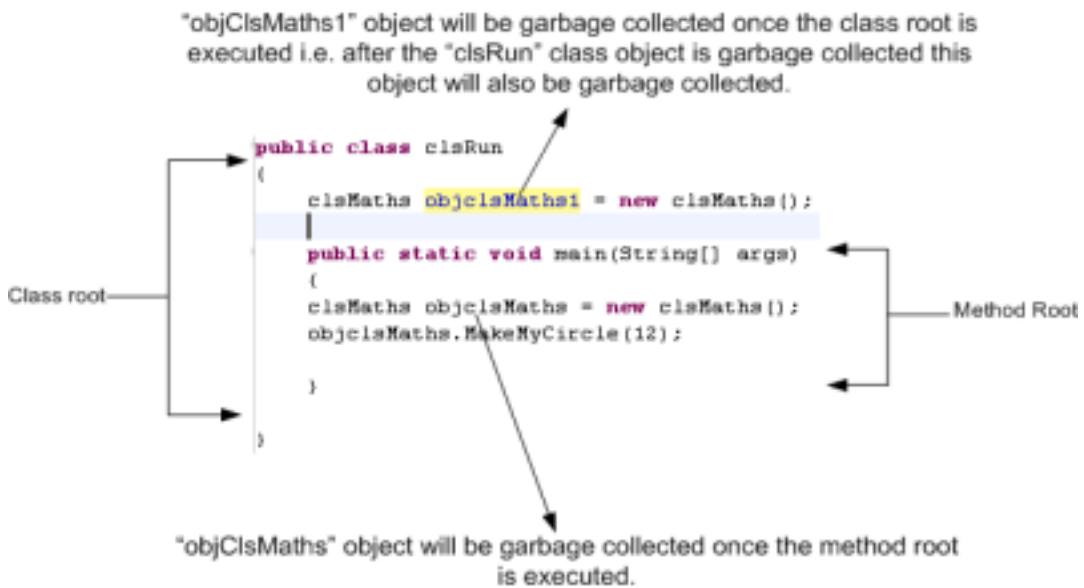 “objClsMaths1” object will be garbage collected once the class root is
executed i.e. after the “clsRun” class object is garbage collected this
object will also be garbage collected.
public class clsRun
{
clsMaths objclsMaths1 = new clsMaths();
public static void main(String[] args)
{
Class root
clsMaths objclsMaths = new clsMaths();
Method Root
objclsMaths.MakeMyCircle(12);
}
}
“objClsMaths” object will be garbage collected once the method root
is executed.